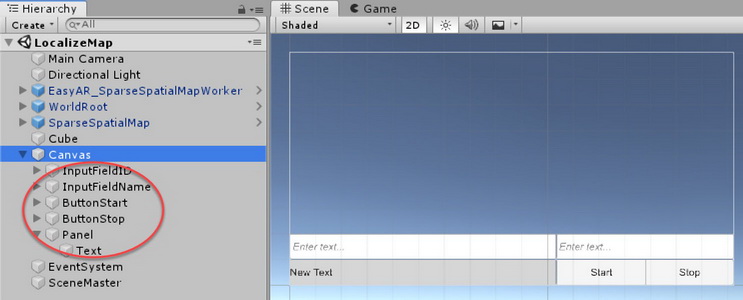 Hierarchy
Create
All
LocalizeMap
Main Camera
Directional Light
EasyAR_SparseSpatialMapWorker
WorldRoot
SparseSpatialMap
Cube
Canvas
InputFieldID
InputFieldName
ButtonStart
ButtonStop
Panel
Text
EventSystem
SceneMaster
Scene
Game
Shaded
2D
Enter text...
Enter text...
New Text
Start
Stop